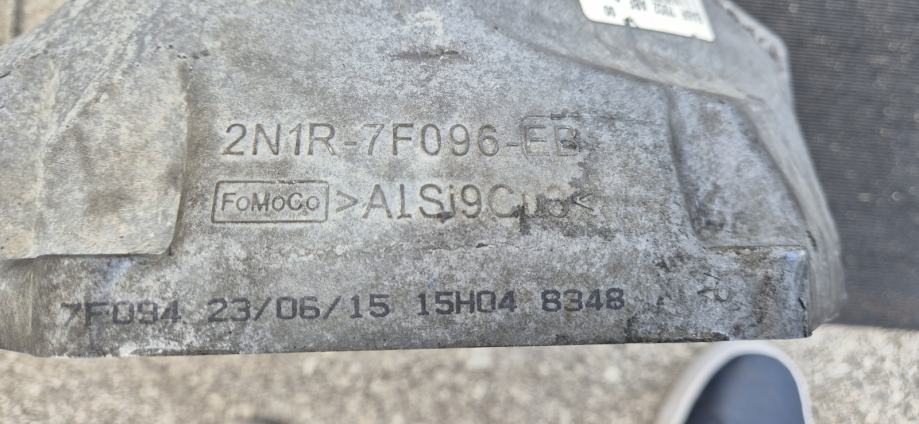 2N1R-7F096-EB
FoMoCo >AlSi9Cu3<
7F094 23/06/15 15H04 8348